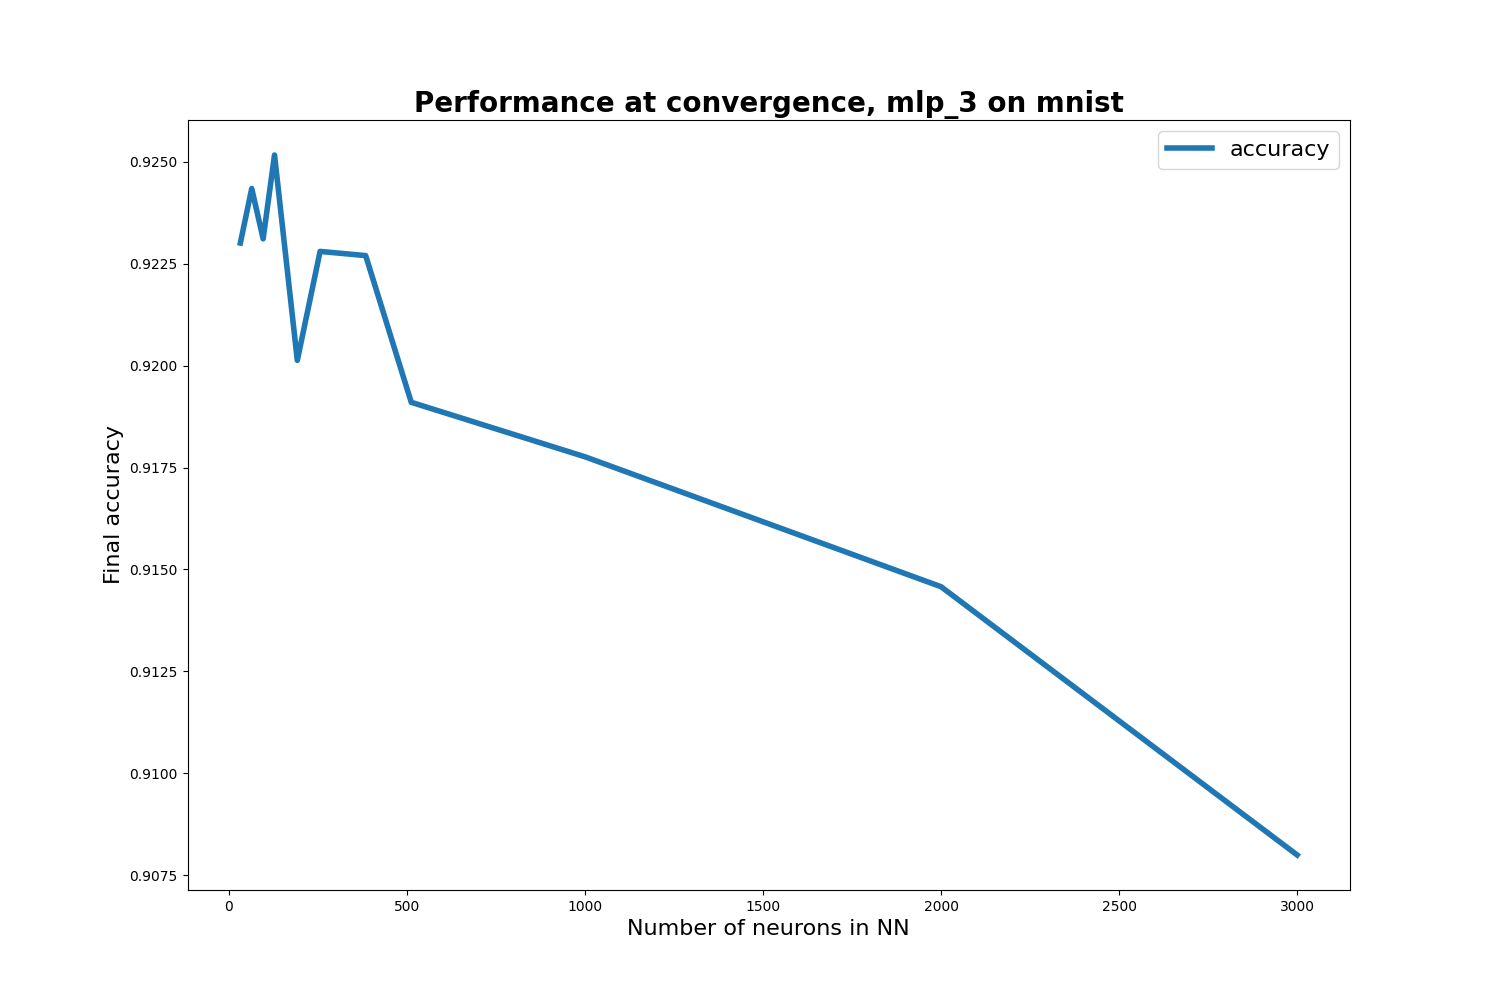 Performance at convergence, mlp_3 on mnist
accuracy
Final accuracy
0.9250
0.9225
0.9200
0.9175
0.9150
0.9125
0.9100
0.9075
0 500 1000 1500 2000 2500 3000
Number of neurons in NN